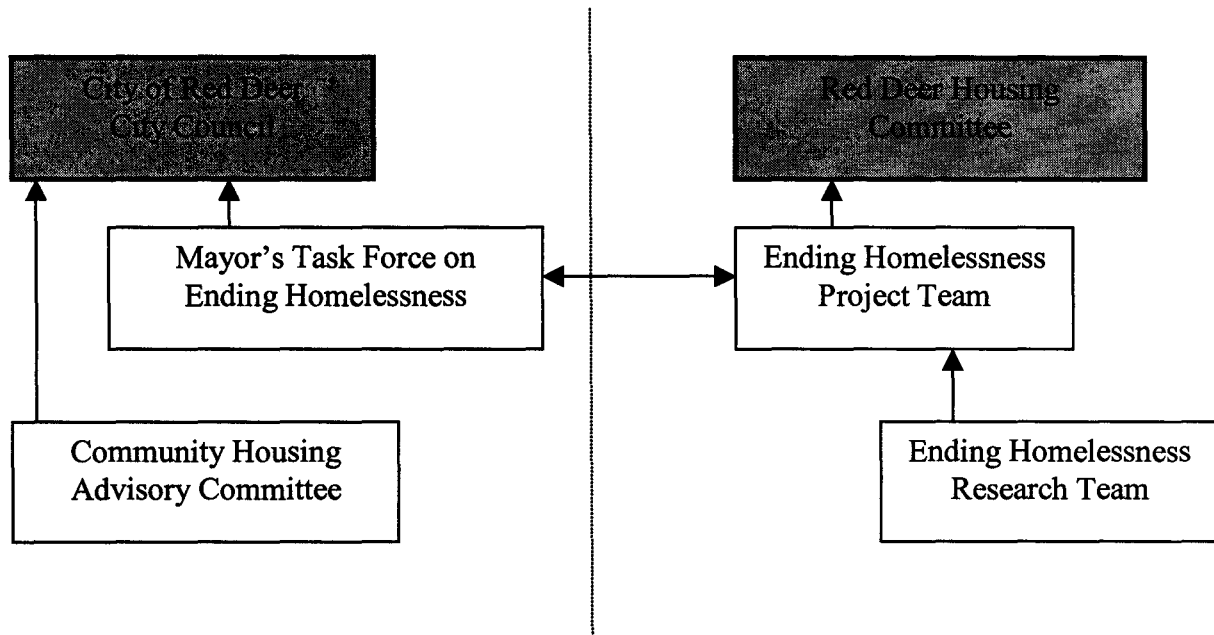 City of Red Deer
City Council
Red Deer Housing
Committee
Mayor's Task Force on
Ending Homelessness
Ending Homelessness
Project Team
Community Housing
Advisory Committee
Ending Homelessness
Research Team